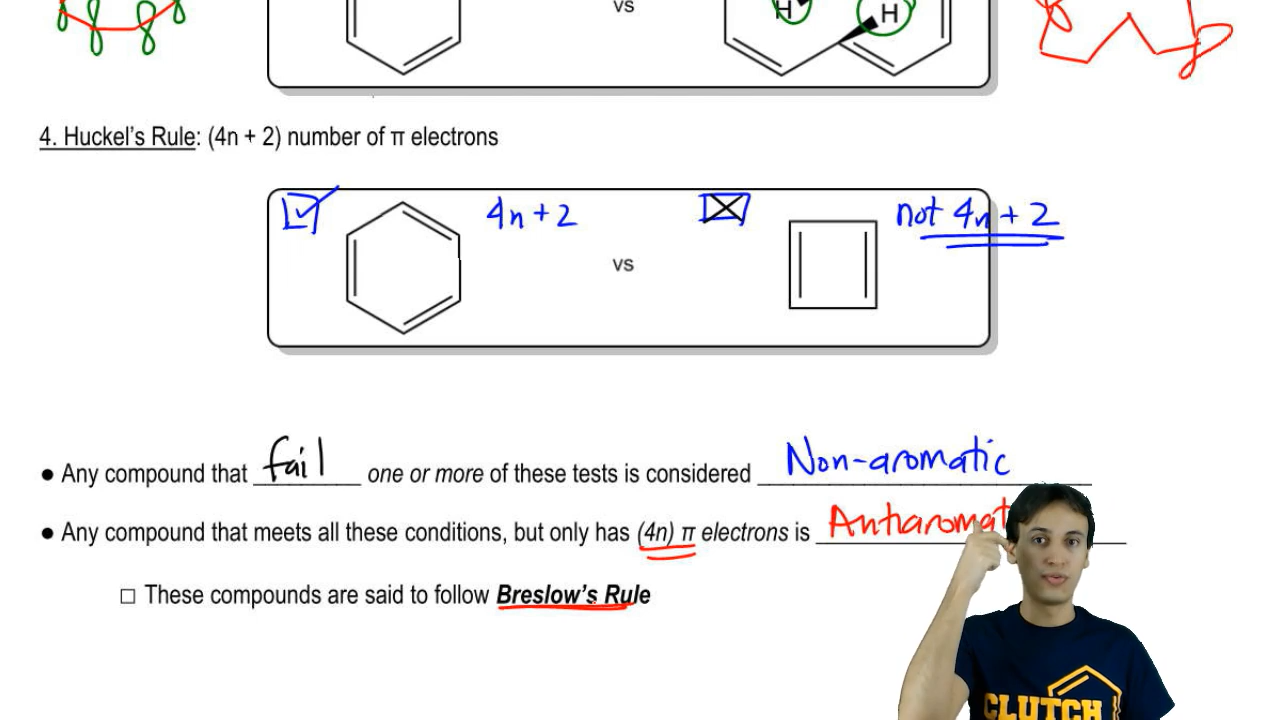 vs
H
H
4. Huckel's Rule: (4n + 2) number of π electrons
4n + 2
not 4n + 2
vs
● Any compound that fail one or more of these tests is considered Non-aromatic
● Any compound that meets all these conditions, but only has (4n) π electrons is Antiaromat
□ These compounds are said to follow Breslow's Rule
CLUTCH